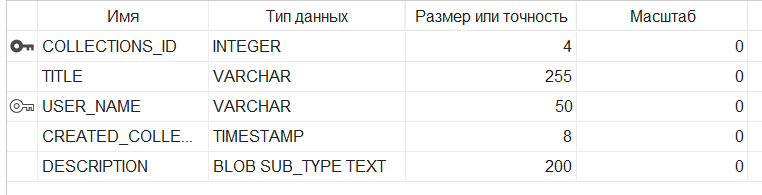 Имя Тип данных Размер или точность Масштаб
COLLECTIONS_ID INTEGER 4 0
TITLE VARCHAR 255 0
USER_NAME VARCHAR 50 0
CREATED_COLLE... TIMESTAMP 8 0
DESCRIPTION BLOB SUB_TYPE TEXT 200 0